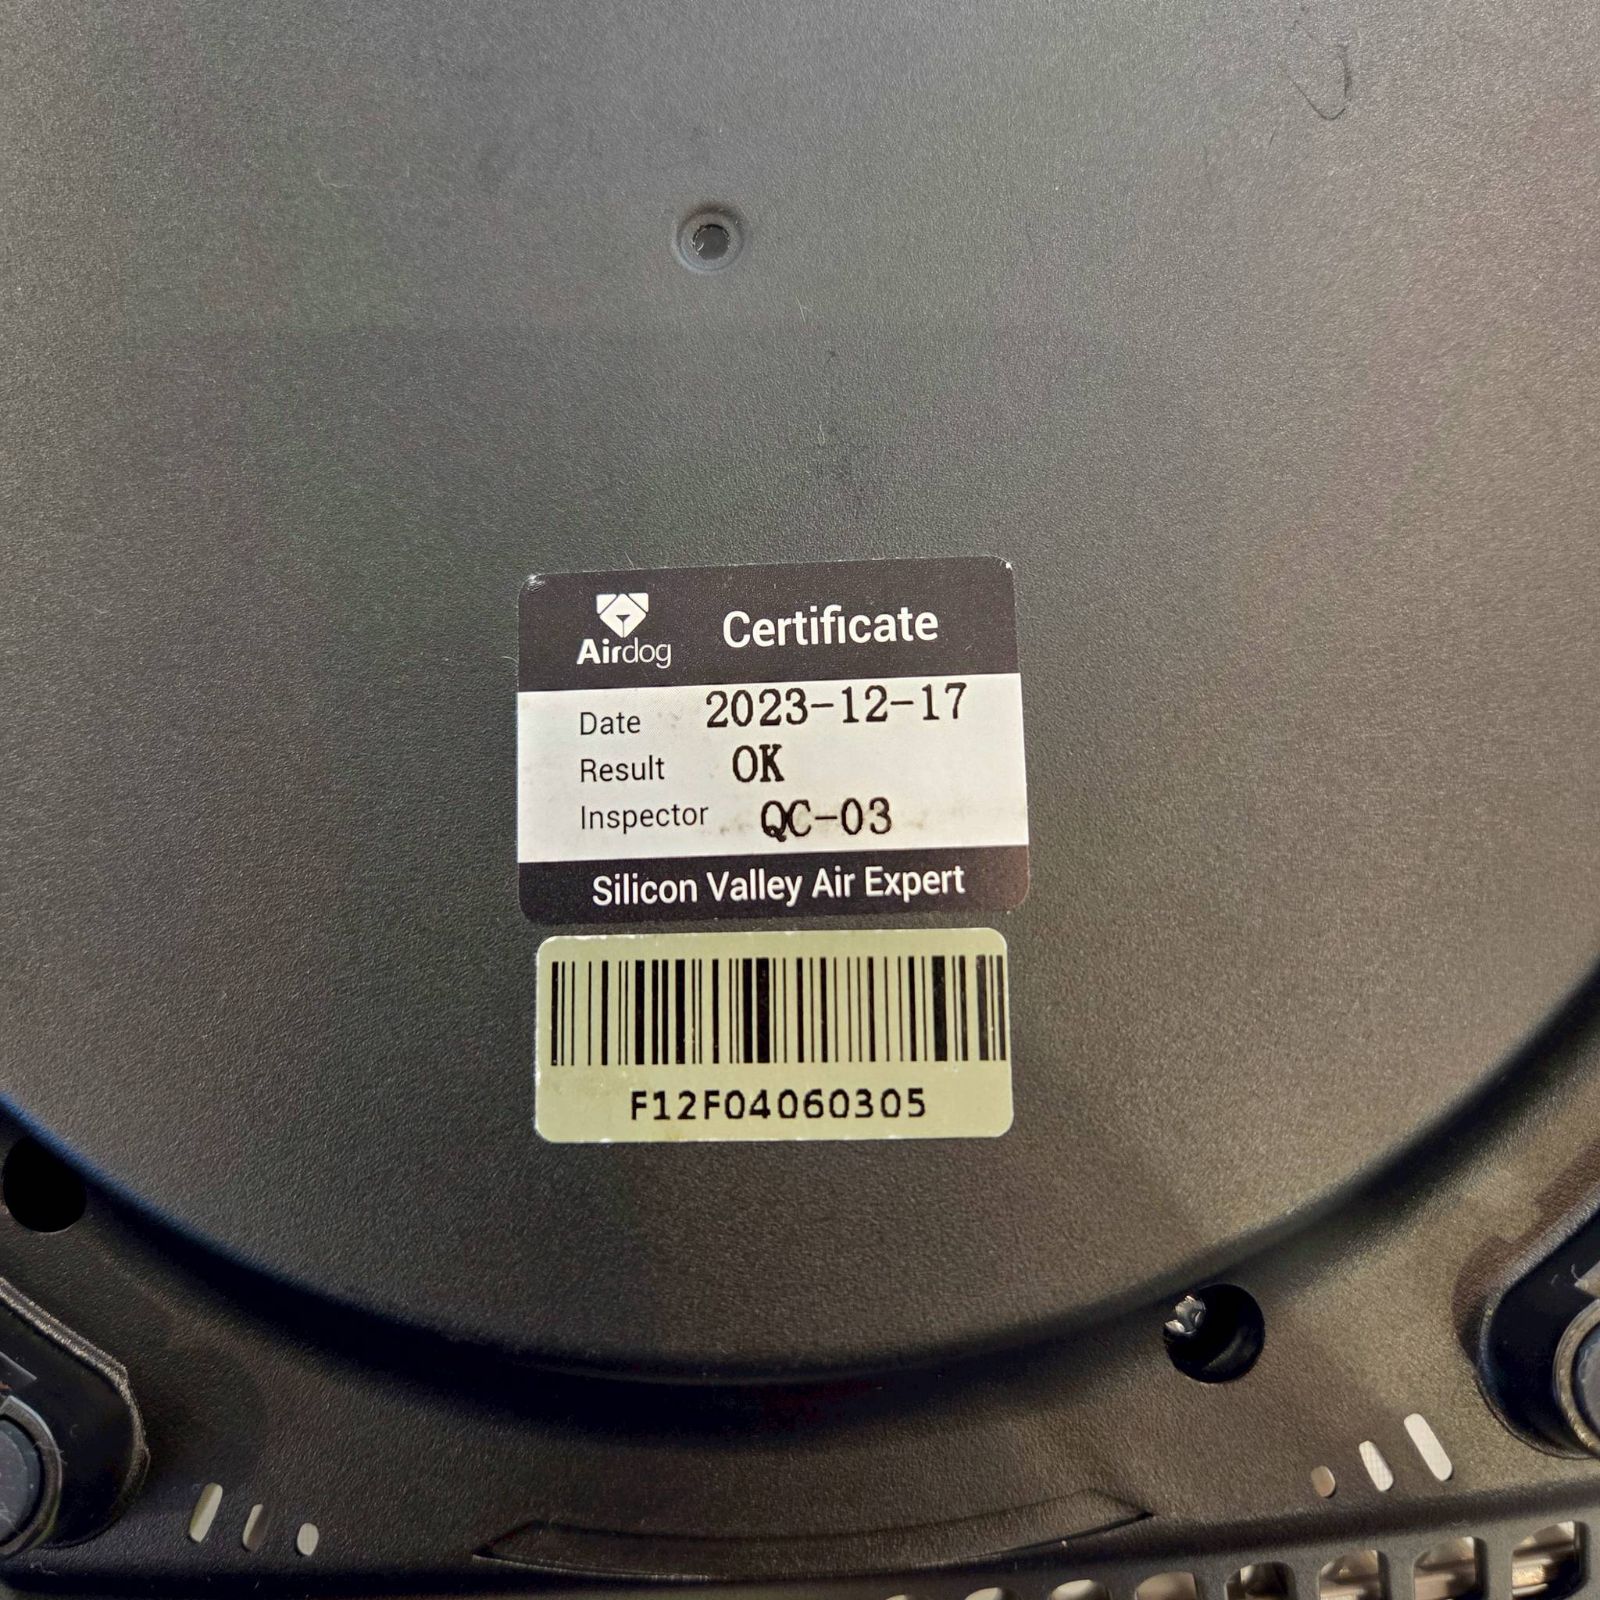 Airdog
Certificate
Date 2023-12-17
Result OK
Inspector QC-03
Silicon Valley Air Expert
F12F04060305